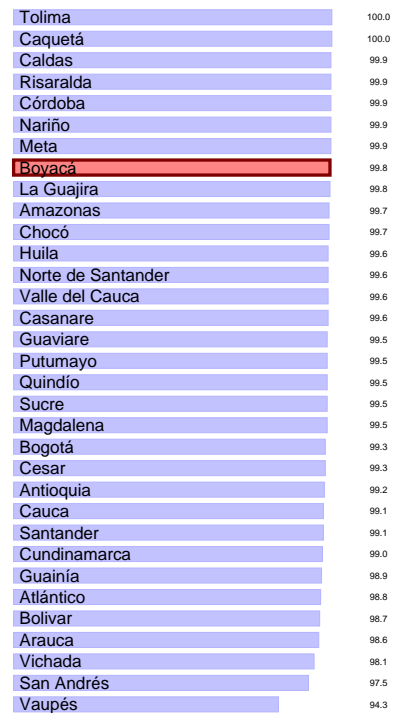 Tolima 100.0
Caquetá 100.0
Caldas 99.9
Risaralda 99.9
Córdoba 99.9
Nariño 99.9
Meta 99.9
Boyacá 99.8
La Guajira 99.8
Amazonas 99.7
Chocó 99.7
Huila 99.6
Norte de Santander 99.6
Valle del Cauca 99.6
Casanare 99.6
Guaviare 99.5
Putumayo 99.5
Quindío 99.5
Sucre 99.5
Magdalena 99.5
Bogotá 99.3
Cesar 99.3
Antioquia 99.2
Cauca 99.1
Santander 99.1
Cundinamarca 99.0
Guainía 98.9
Atlántico 98.8
Bolivar 98.7
Arauca 98.6
Vichada 98.1
San Andrés 97.5
Vaupés 94.3